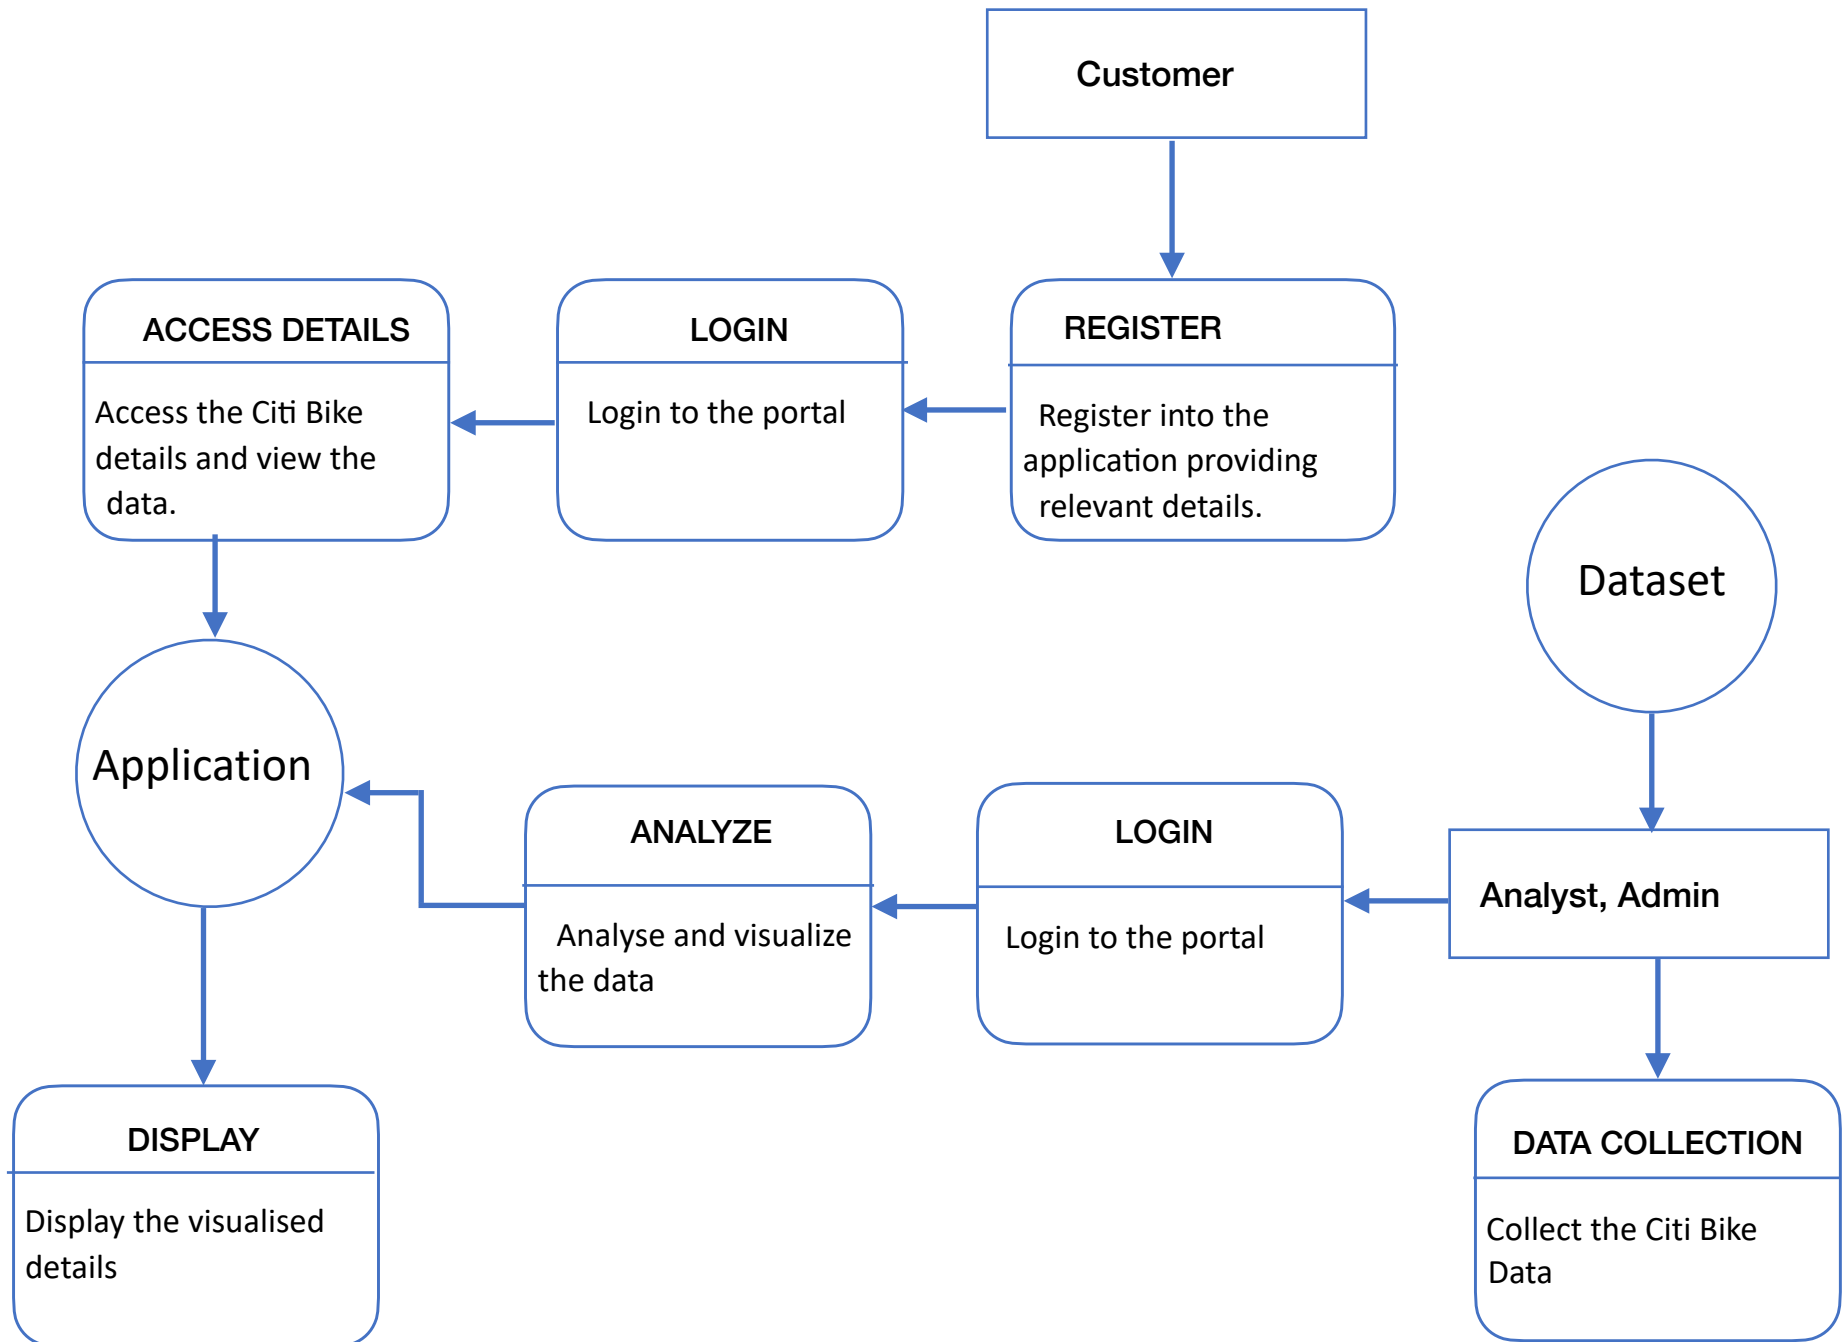 Customer
ACCESS DETAILS
Access the Citi Bike
details and view the
data.
LOGIN
Login to the portal
REGISTER
Register into the
application providing
relevant details.
Dataset
Application
ANALYZE
Analyse and visualize
the data
LOGIN
Login to the portal
Analyst, Admin
DISPLAY
Display the visualised
details
DATA COLLECTION
Collect the Citi Bike
Data